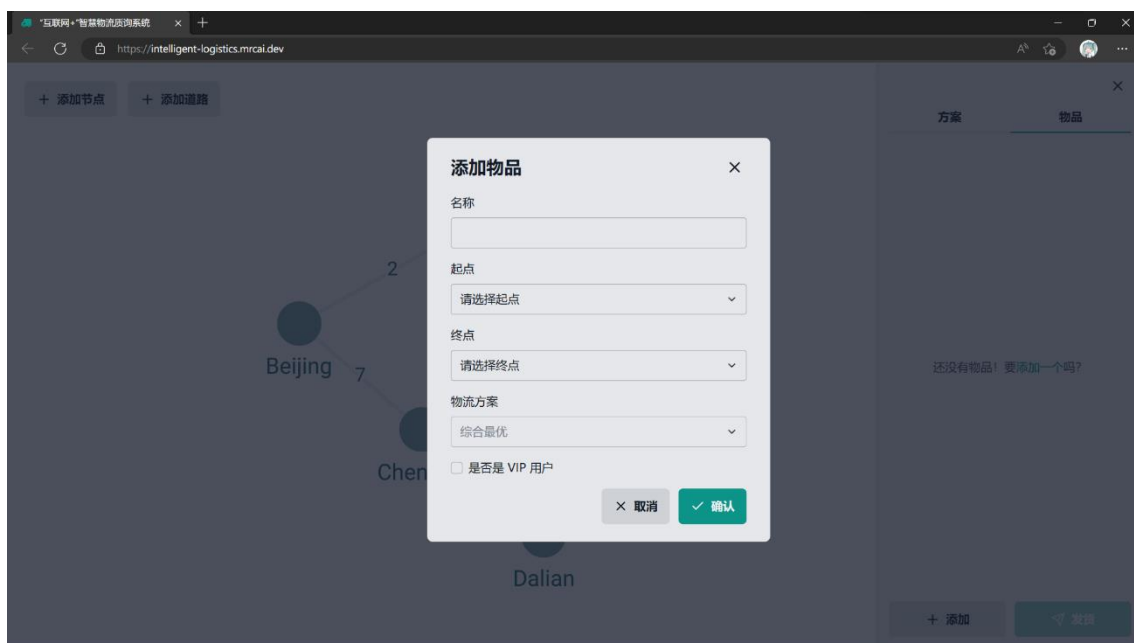 "互联网+"智慧物流质询系统
https://intelligent-logistics.mrcai.dev
添加节点
添加道路
方案
物品
添加物品
名称
2
起点
请选择起点
Beijing
7
终点
请选择终点
还没有物品！要添加一个吗？
物流方案
综合最优
Chen
是否是 VIP 用户
取消
确认
Dalian
添加
发货